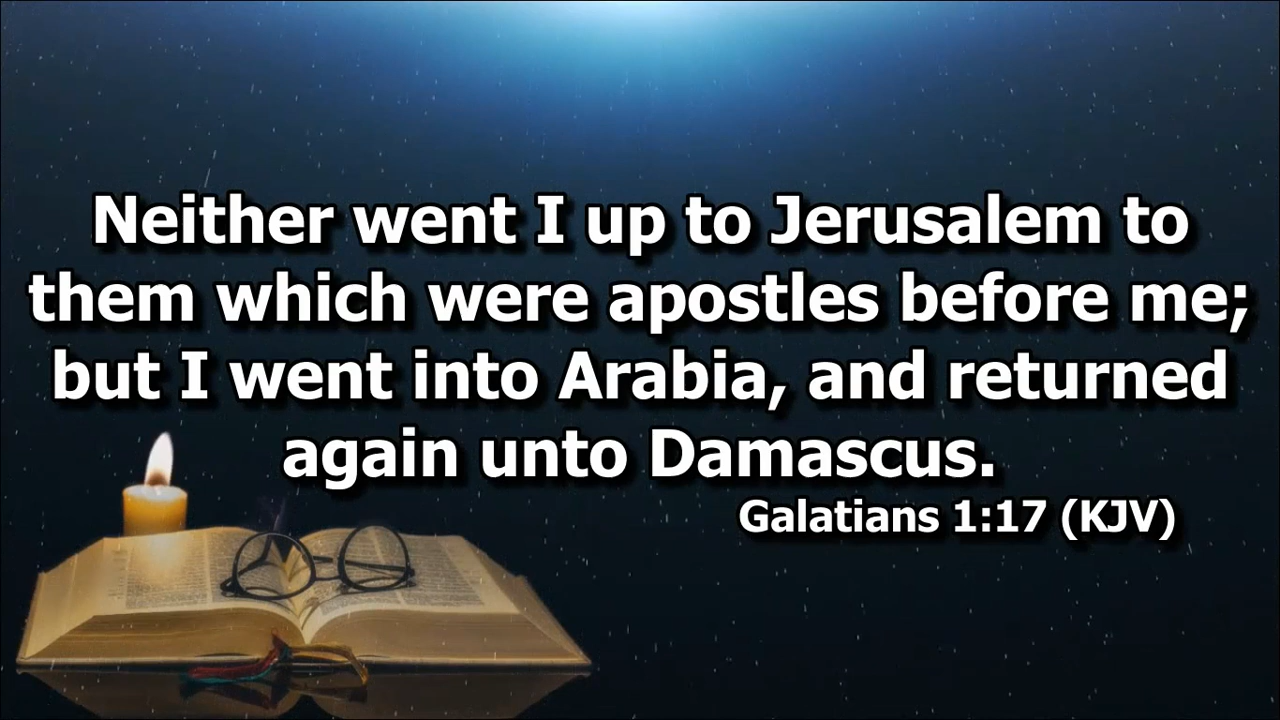 Neither went I up to Jerusalem to
them which were apostles before me;
but I went into Arabia, and returned
again unto Damascus.
Galatians 1:17 (KJV)